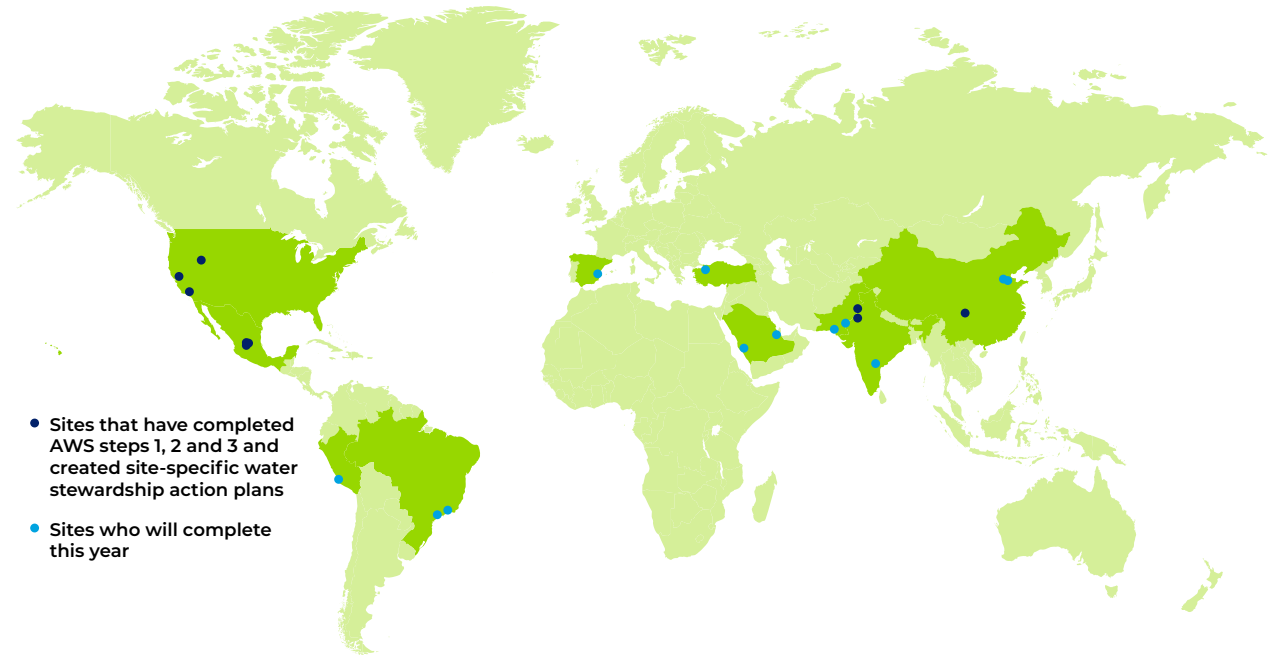 Sites that have completed
AWS steps 1, 2 and 3 and
created site-specific water
stewardship action plans
Sites who will complete
this year